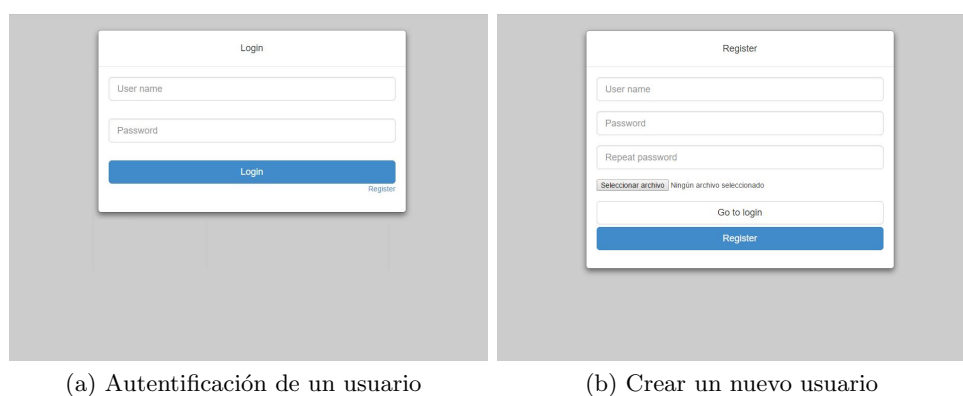 Login
User name
Password
Login
Register
Register
User name
Password
Repeat password
Seleccionar archivo Ningún archivo seleccionado
Go to login
Register
(a) Autentificación de un usuario
(b) Crear un nuevo usuario